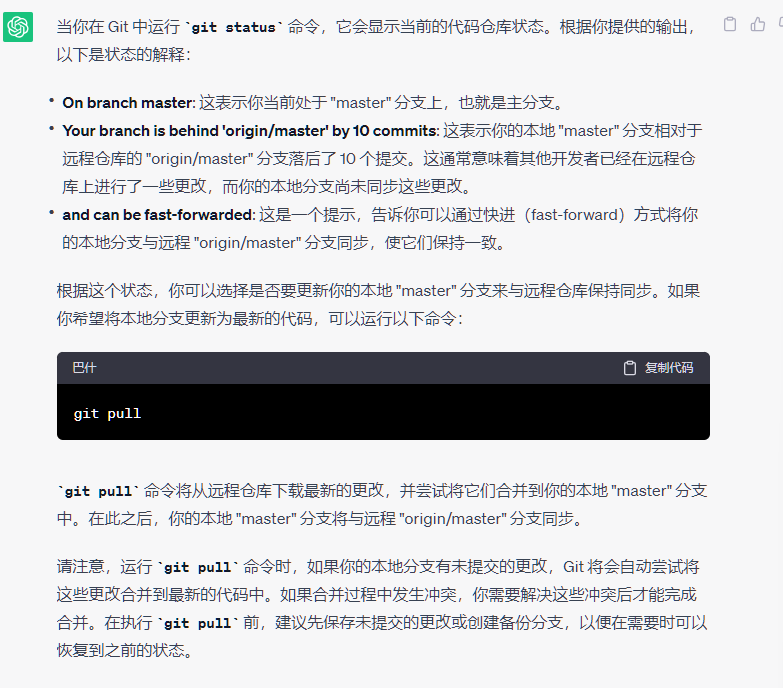 当你在 Git 中运行 `git status` 命令，它会显示当前的代码仓库状态。根据你提供的输出，
以下是状态的解释：
• On branch master: 这表示你当前处于 "master" 分支上，也就是主分支。
• Your branch is behind 'origin/master' by 10 commits: 这表示你的本地 "master" 分支相对于
远程仓库的 "origin/master" 分支落后了 10 个提交。这通常意味着其他开发者已经在远程仓
库上进行了一些更改，而你的本地分支尚未同步这些更改。
• and can be fast-forwarded: 这是一个提示，告诉你可以通过快进（fast-forward）方式将你
的本地分支与远程 "origin/master" 分支同步，使它们保持一致。
根据这个状态，你可以选择是否要更新你的本地 "master" 分支来与远程仓库保持同步。如果
你希望将本地分支更新为最新的代码，可以运行以下命令：
巴什 复制代码
git pull
`git pull` 命令将从远程仓库下载最新的更改，并尝试将它们合并到你的本地 "master" 分支
中。在此之后，你的本地 "master" 分支将与远程 "origin/master" 分支同步。
请注意，运行 `git pull` 命令时，如果你的本地分支有未提交的更改，Git 将会自动尝试将
这些更改合并到最新的代码中。如果合并过程中发生冲突，你需要解决这些冲突后才能完成
合并。在执行 `git pull` 前，建议先保存未提交的更改或创建备份分支，以便在需要时可以
恢复到之前的状态。